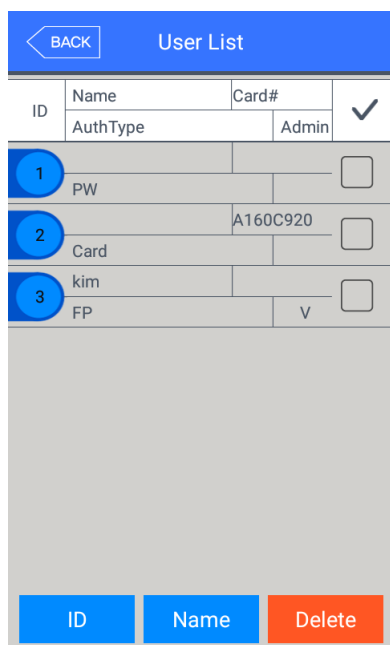 BACK User List
ID Name Card#
AuthType Admin
1
PW
2 A160C920
Card
3 kim
FP V
ID Name Delete